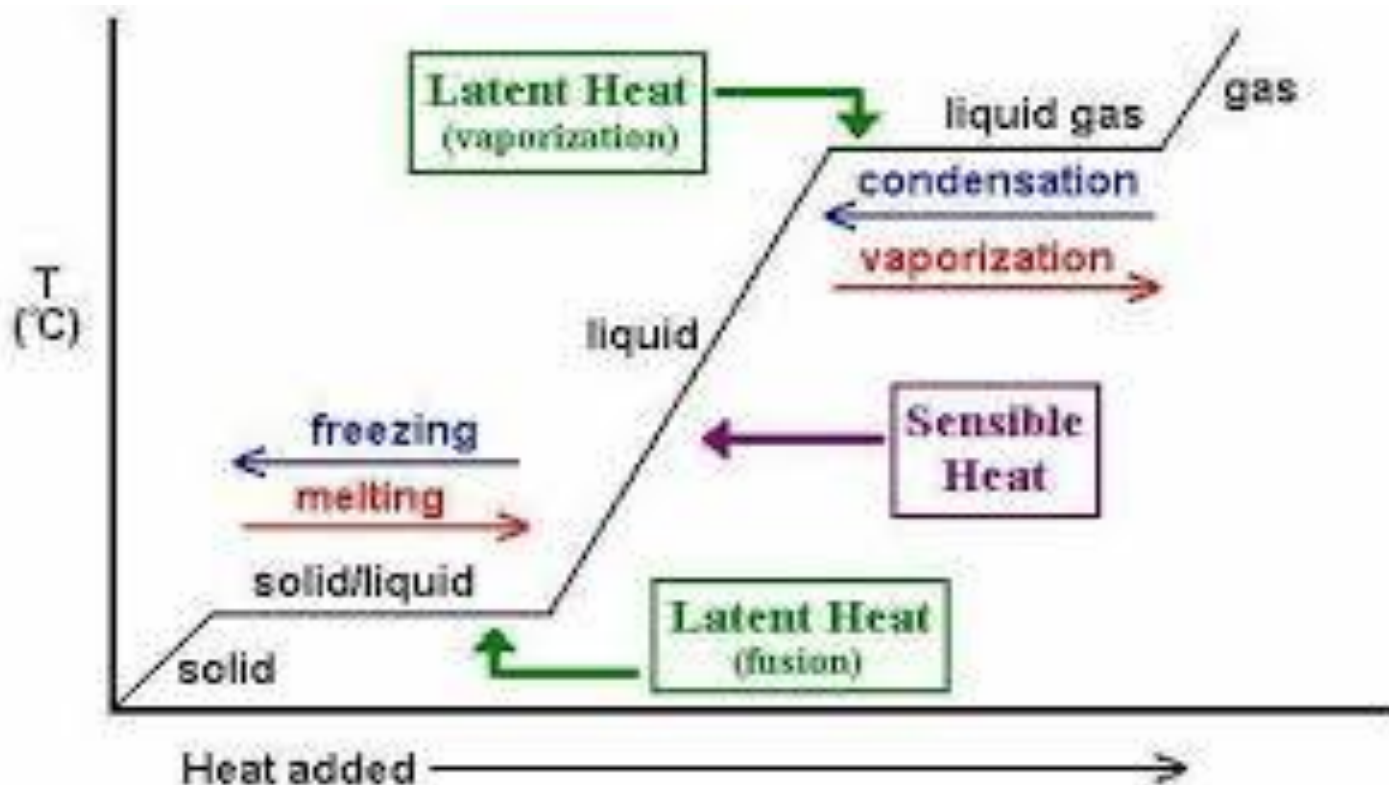 Latent Heat
(vaporization)
liquid gas
gas
condensation
vaporization
T
(°C)
liquid
freezing
melting
Sensible
Heat
solid/liquid
Latent Heat
(fusion)
solid
Heat added